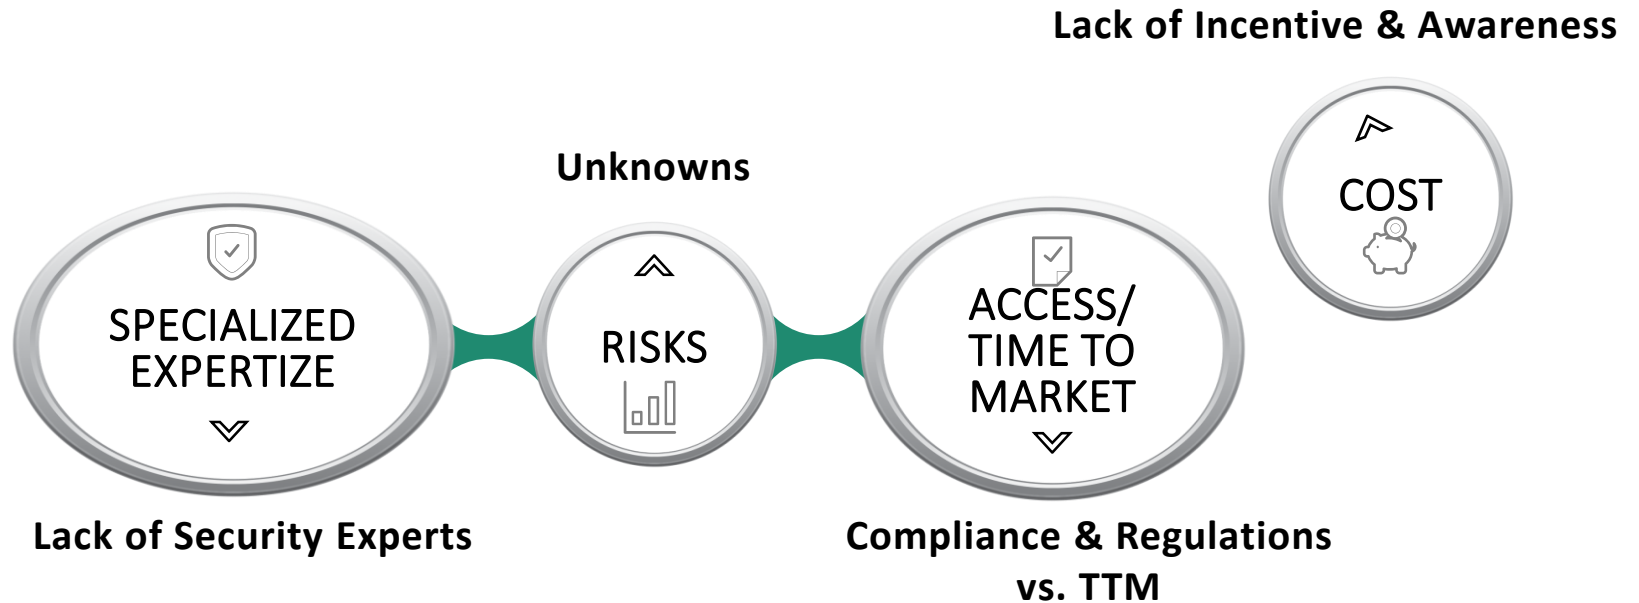 Lack of Incentive & Awareness
COST
Unknowns
SPECIALIZED
EXPERTIZE
RISKS
ACCESS/
TIME TO
MARKET
Lack of Security Experts
Compliance & Regulations
vs. TTM